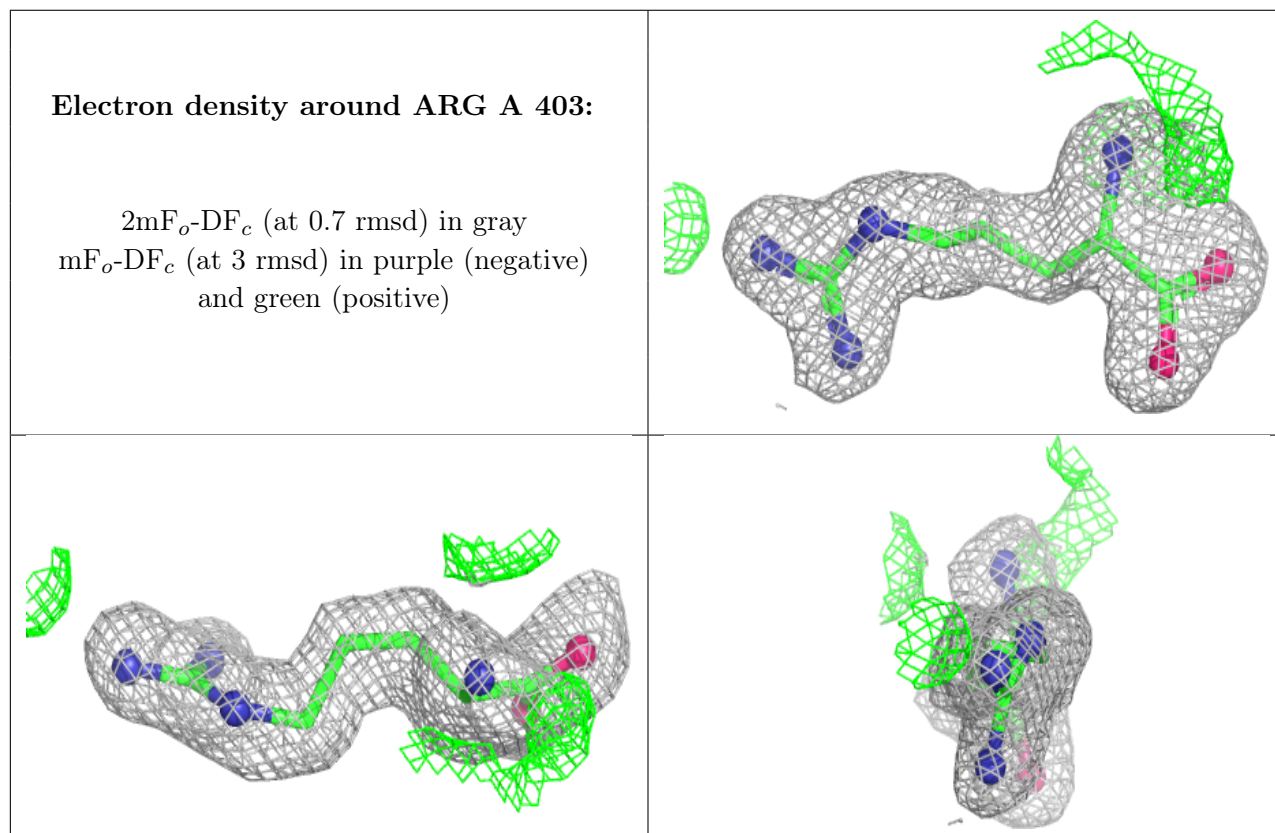 Electron density around ARG A 403:
2mFo-DFc (at 0.7 rmsd) in gray
mFo-DFc (at 3 rmsd) in purple (negative)
and green (positive)